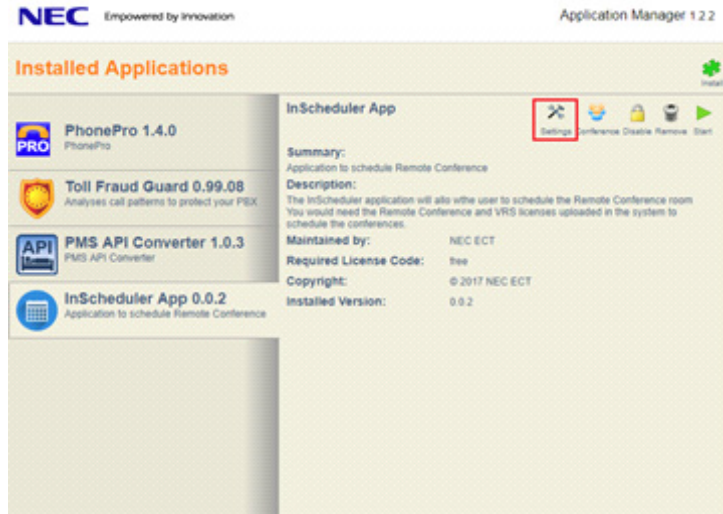 NEC Empowered by Innovation
Application Manager 1.2.2
Installed Applications
Install
PRO
PhonePro 1.4.0
PhonePro
Toll Fraud Guard 0.99.08
Analyses call patterns to protect your PBX
API
PMS API Converter 1.0.3
PMS API Converter
InScheduler App 0.0.2
Application to schedule Remote Conference
InScheduler App
Settings Conference Disable Remove Start
Summary:
Application to schedule Remote Conference
Description:
The InScheduler application will allo wthe user to schedule the Remote Conference room
You would need the Remote Conference and VRS licenses uploaded in the system to
schedule the conferences.
Maintained by: NEC ECT
Required License Code: free
Copyright: © 2017 NEC ECT
Installed Version: 0.0.2